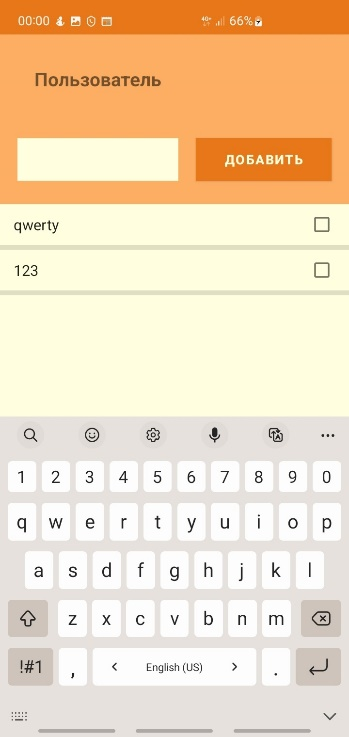 00:00 66%
Пользователь
ДОБАВИТЬ
qwerty
123
1 2 3 4 5 6 7 8 9 0
q w e r t y u i o p
a s d f g h j k l
z x c v b n m
!#1 , < English (US) > .